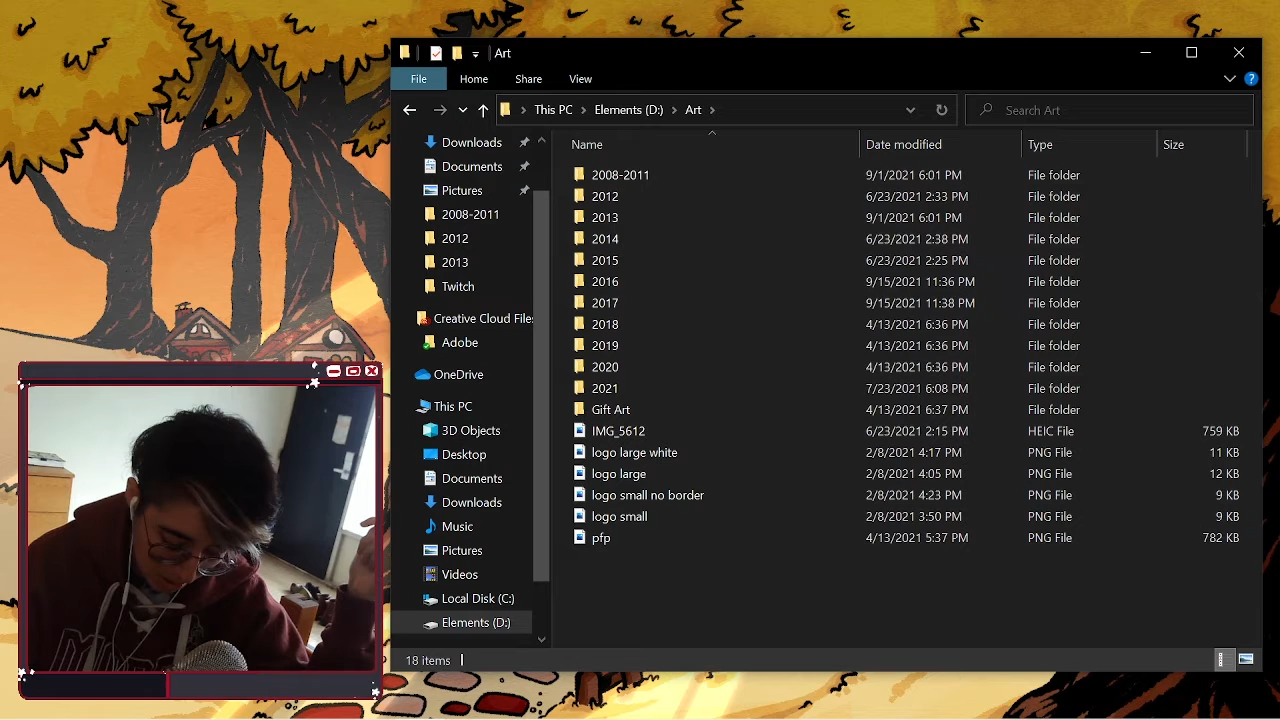 Art
File Home Share View
This PC Elements (D:) Art Search Art
Downloads
Documents
Pictures
2008-2011
2012
2013
Twitch
Creative Cloud Files
Adobe
OneDrive
This PC
3D Objects
Desktop
Documents
Downloads
Music
Pictures
Videos
Local Disk (C:)
Elements (D:)
Name Date modified Type Size
2008-2011 9/1/2021 6:01 PM File folder
2012 6/23/2021 2:33 PM File folder
2013 9/1/2021 6:01 PM File folder
2014 6/23/2021 2:38 PM File folder
2015 6/23/2021 2:25 PM File folder
2016 9/15/2021 11:36 PM File folder
2017 9/15/2021 11:38 PM File folder
2018 4/13/2021 6:36 PM File folder
2019 4/13/2021 6:36 PM File folder
2020 4/13/2021 6:36 PM File folder
2021 7/23/2021 6:08 PM File folder
Gift Art 4/13/2021 6:37 PM File folder
IMG_5612 6/23/2021 2:15 PM HEIC File 759 KB
logo large white 2/8/2021 4:17 PM PNG File 11 KB
logo large 2/8/2021 4:05 PM PNG File 12 KB
logo small no border 2/8/2021 4:23 PM PNG File 9 KB
logo small 2/8/2021 3:50 PM PNG File 9 KB
pfp 4/13/2021 5:37 PM PNG File 782 KB
18 items